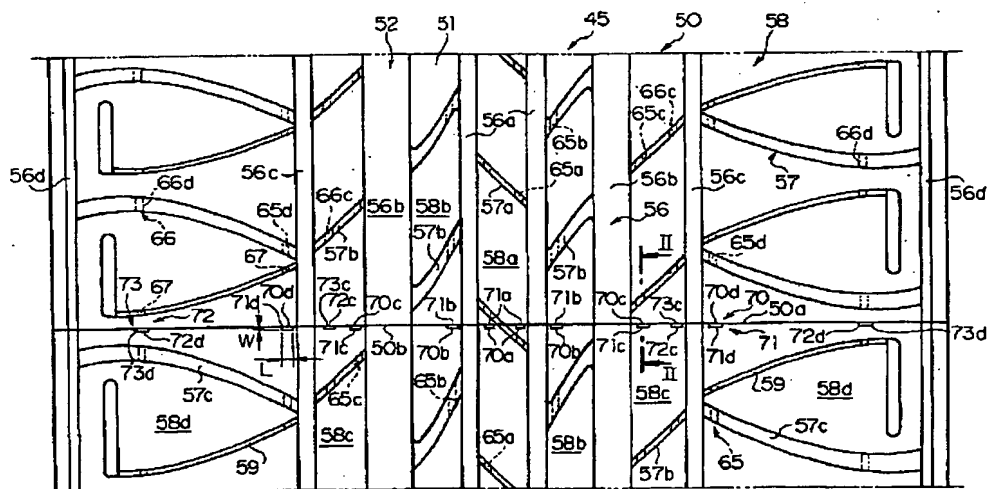 52 51 45 50 58
56a 66c 65c
65b 66d
56d 56c 65a 56b 56c 57 56d
66d 66c 57a 56
66 65d 56b 58b 57b 65d
67 57b 57b II
58a
73c
67 72c 70c 71b 71a 71b 70c 73c 70d 70 50a
73 72 71d 70d
W 71c 50b 70b 70a 70b 71c 72c 71d 71 72d 73d
72d L
73d 57c 65c 65b II 58c 59 58d
58d 57c
59 58c 65a 58b 57b 65